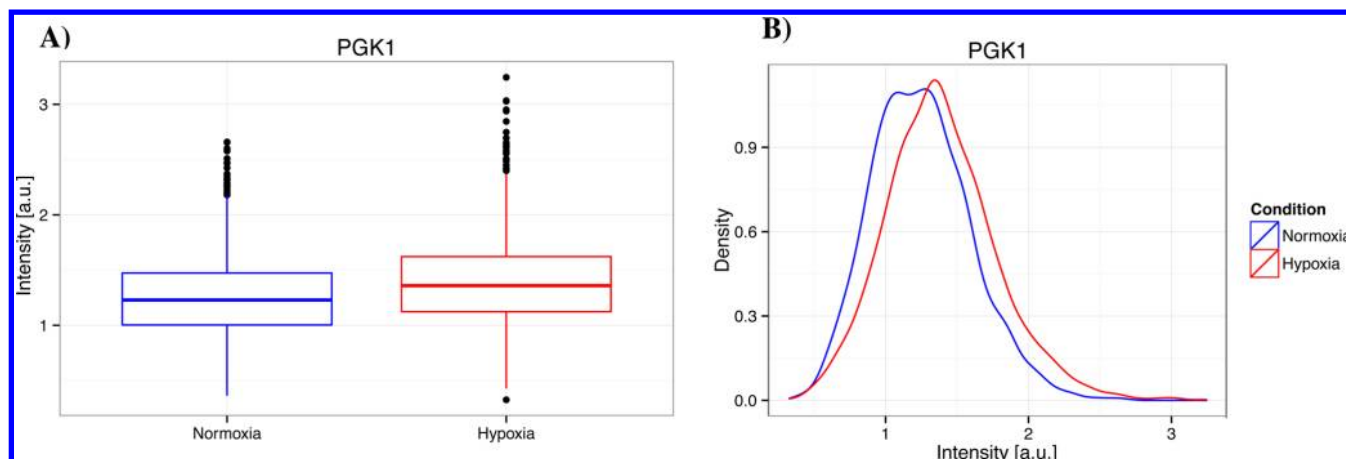 A)
PGK1
Intensity [a.u.]
3
2
1
Normoxia
Hypoxia
B)
PGK1
Density
0.9
0.6
0.3
0.0
1
2
3
Intensity [a.u.]
Condition
Normoxia
Hypoxia